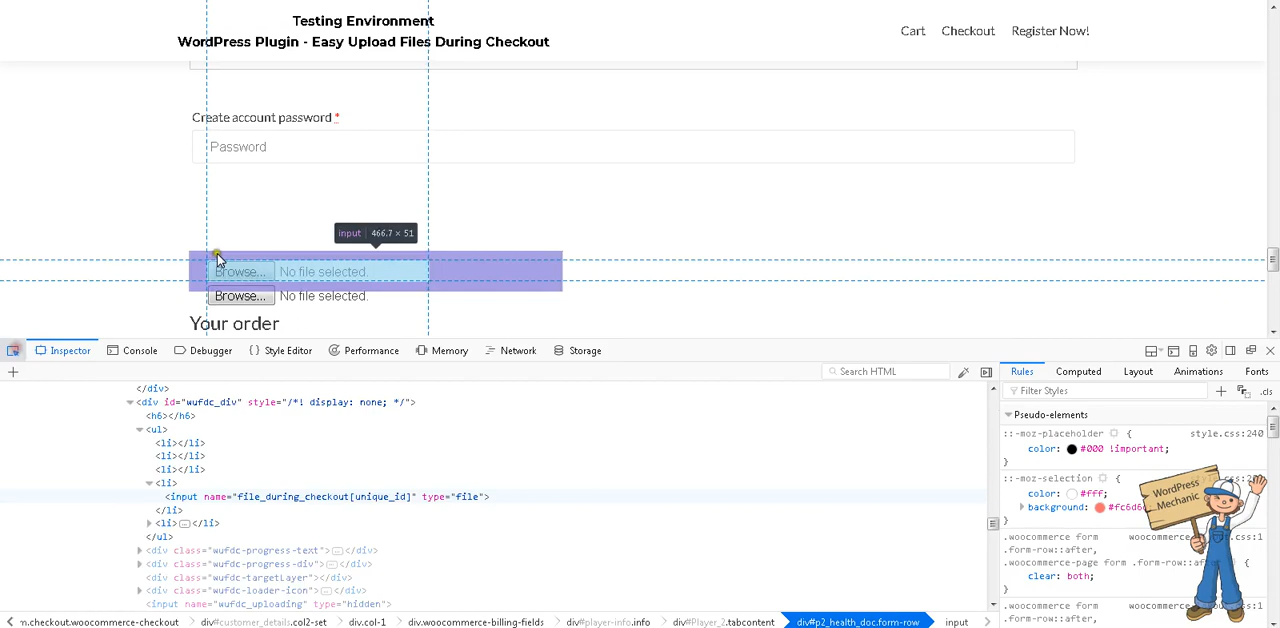 Testing Environment
WordPress Plugin - Easy Upload Files During Checkout
Cart Checkout Register Now!
Create account password *
Password
input 466.7 × 51
Browse... No file selected.
Browse... No file selected.
Your order
Inspector Console Debugger Style Editor Performance Memory Network Storage
+ Search HTML
</div>
<div id="wufdc_div" style="/*! display: none; */">
<h6></h6>
<ul>
<li></li>
<li></li>
<li></li>
<li>
<input name="file_during_checkout[unique_id]" type="file">
</li>
<li></li>
</ul>
<div class="wufdc-progress-text"></div>
<div class="wufdc-progress-div"></div>
<div class="wufdc-targetLayer"></div>
<div class="wufdc-loader-icon"></div>
<input name="wufdc_uploading" type="hidden">
m.checkout.woocommerce-checkout div#customer_details.col2-set div.col-1 div.woocommerce-billing-fields div#player-info.info div#Player_2.tabcontent div#p2_health_doc.form-row input
Rules Computed Layout Animations Fonts
Filter Styles + .cls
Pseudo-elements
::-moz-placeholder { style.css:240
color: #000 !important;
}
::-moz-selection {
color: #fff;
background: #fc6d6
}
.woocommerce form woocommerce
.form-row::after,
.woocommerce-page form .form-row::after {
clear: both;
}
.woocommerce form woocommerce
.form-row::after,
WordPress
Mechanic